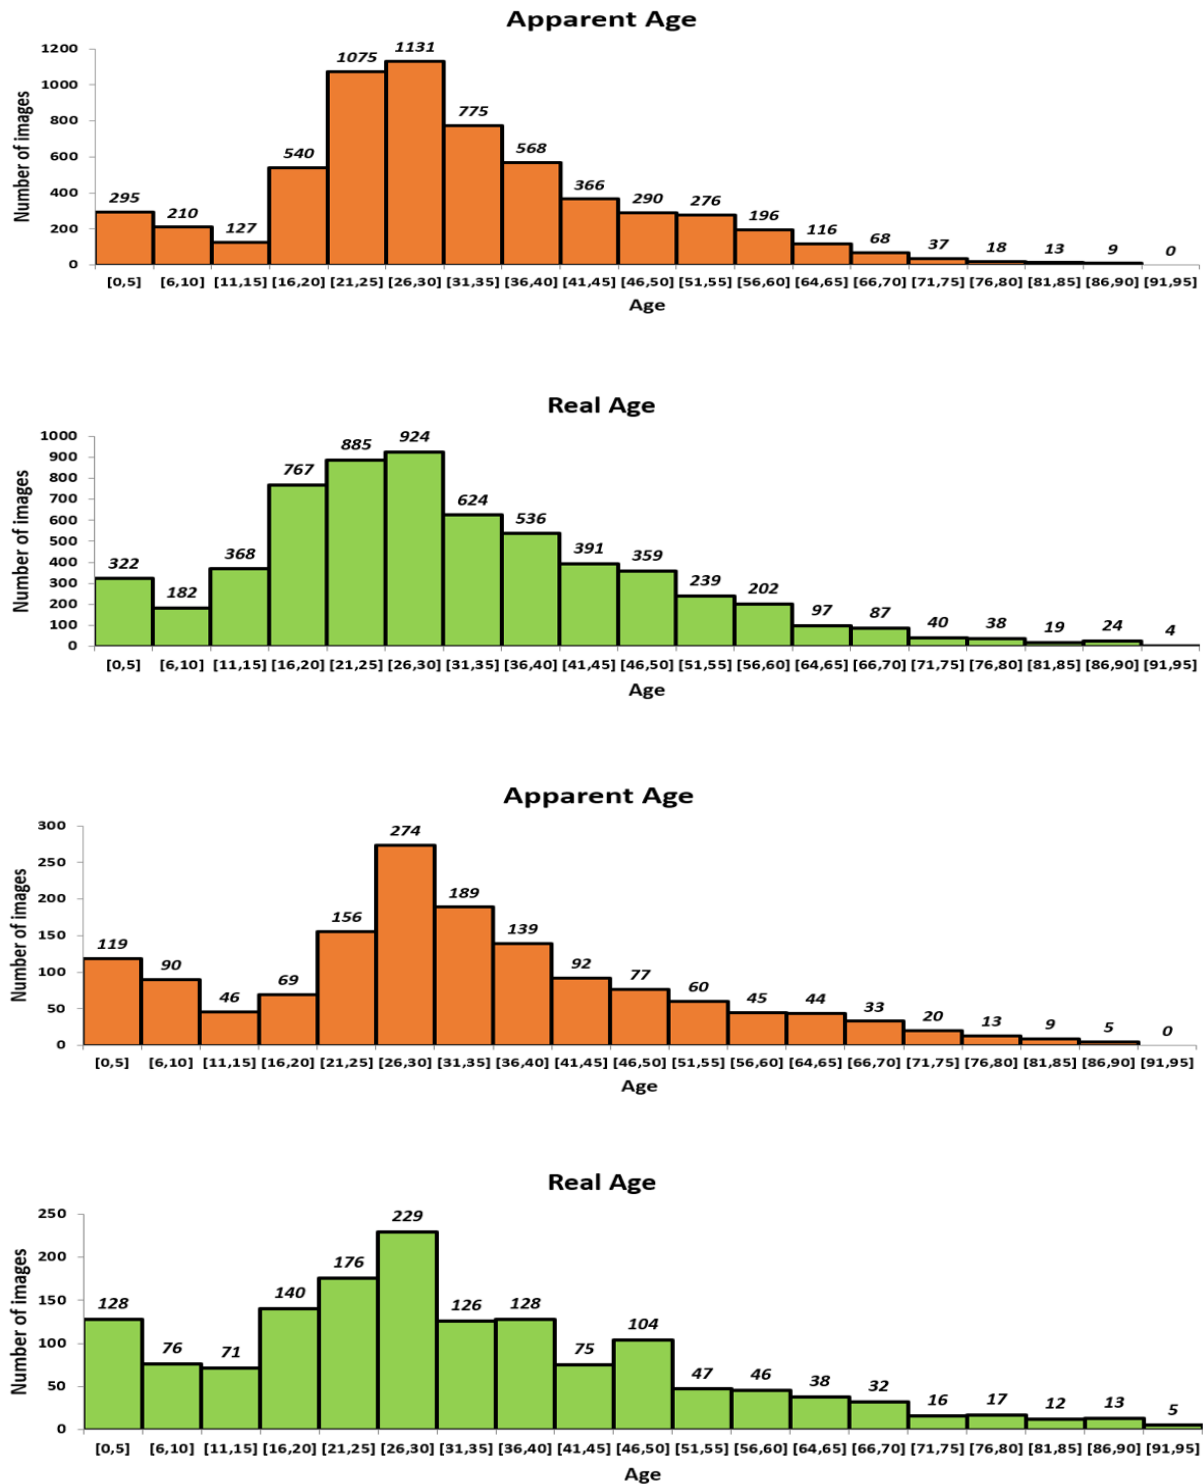 Apparent Age
Number of images
1200
1000
800
600
400
200
0
295 210 127 540 1075 1131 775 568 366 290 276 196 116 68 37 18 13 9 0
[0,5] [6,10] [11,15] [16,20] [21,25] [26,30] [31,35] [36,40] [41,45] [46,50] [51,55] [56,60] [64,65] [66,70] [71,75] [76,80] [81,85] [86,90] [91,95]
Age
Real Age
Number of images
1000
900
800
700
600
500
400
300
200
100
0
322 182 368 767 885 924 624 536 391 359 239 202 97 87 40 38 19 24 4
[0,5] [6,10] [11,15] [16,20] [21,25] [26,30] [31,35] [36,40] [41,45] [46,50] [51,55] [56,60] [64,65] [66,70] [71,75] [76,80] [81,85] [86,90] [91,95]
Age
Apparent Age
Number of images
300
250
200
150
100
50
0
119 90 46 69 156 274 189 139 92 77 60 45 44 33 20 13 9 5 0
[0,5] [6,10] [11,15] [16,20] [21,25] [26,30] [31,35] [36,40] [41,45] [46,50] [51,55] [56,60] [64,65] [66,70] [71,75] [76,80] [81,85] [86,90] [91,95]
Age
Real Age
Number of images
250
200
150
100
50
0
128 76 71 140 176 229 126 128 75 104 47 46 38 32 16 17 12 13 5
[0,5] [6,10] [11,15] [16,20] [21,25] [26,30] [31,35] [36,40] [41,45] [46,50] [51,55] [56,60] [64,65] [66,70] [71,75] [76,80] [81,85] [86,90] [91,95]
Age